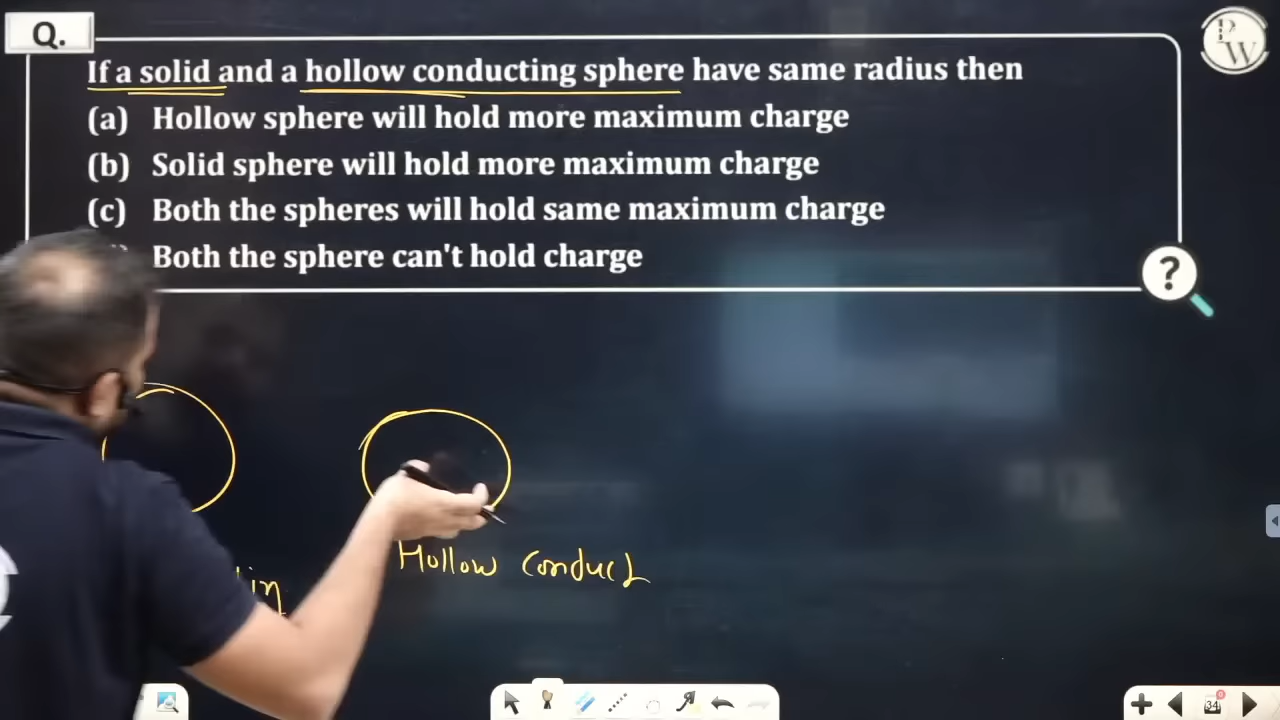 Q.
P
W
If a solid and a hollow conducting sphere have same radius then
(a) Hollow sphere will hold more maximum charge
(b) Solid sphere will hold more maximum charge
(c) Both the spheres will hold same maximum charge
Both the sphere can't hold charge
?
Hollow Conduct
34